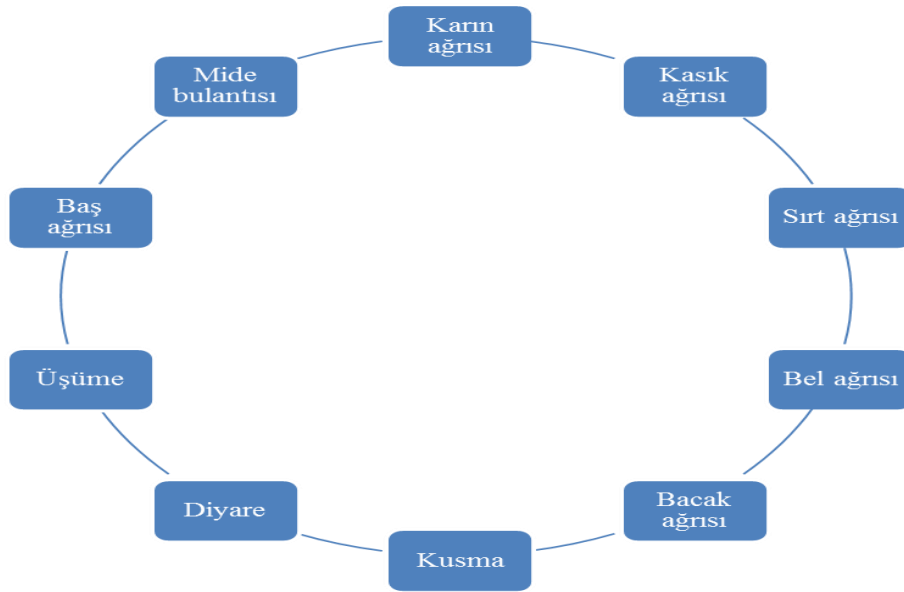 Karın
ağrısı
Kasık
ağrısı
Sırt ağrısı
Bel ağrısı
Bacak
ağrısı
Kusma
Diyare
Üşüme
Baş
ağrısı
Mide
bulantısı